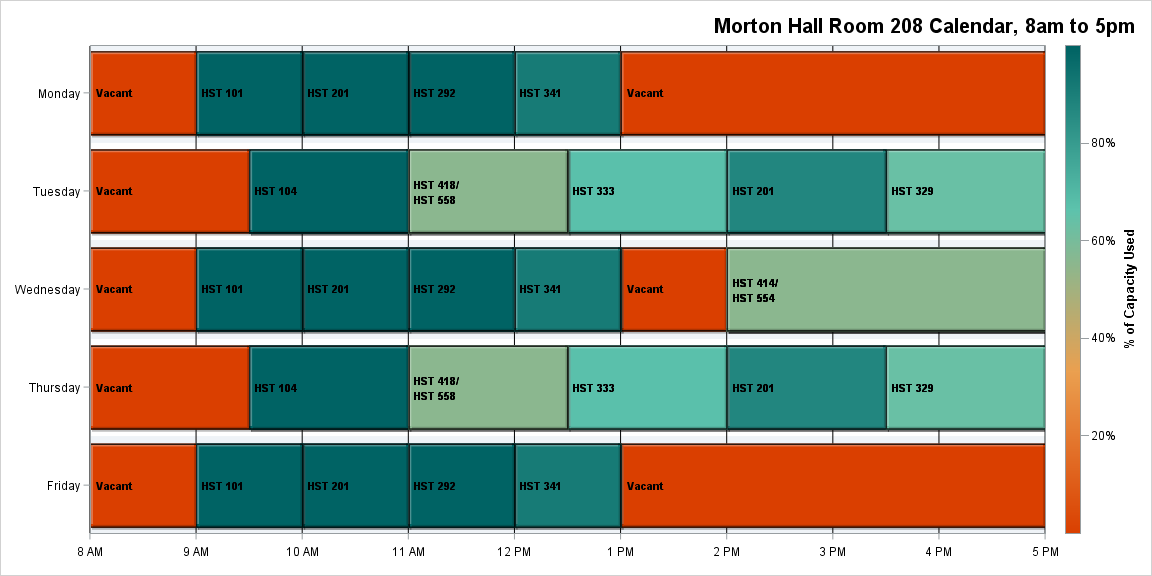 Morton Hall Room 208 Calendar, 8am to 5pm
Monday
Vacant
HST 101
HST 201
HST 292
HST 341
Vacant
Tuesday
Vacant
HST 104
HST 418/
HST 558
HST 333
HST 201
HST 329
Wednesday
Vacant
HST 101
HST 201
HST 292
HST 341
Vacant
HST 414/
HST 554
Thursday
Vacant
HST 104
HST 418/
HST 558
HST 333
HST 201
HST 329
Friday
Vacant
HST 101
HST 201
HST 292
HST 341
Vacant
8 AM
9 AM
10 AM
11 AM
12 PM
1 PM
2 PM
3 PM
4 PM
5 PM
80%
60%
40%
20%
% of Capacity Used